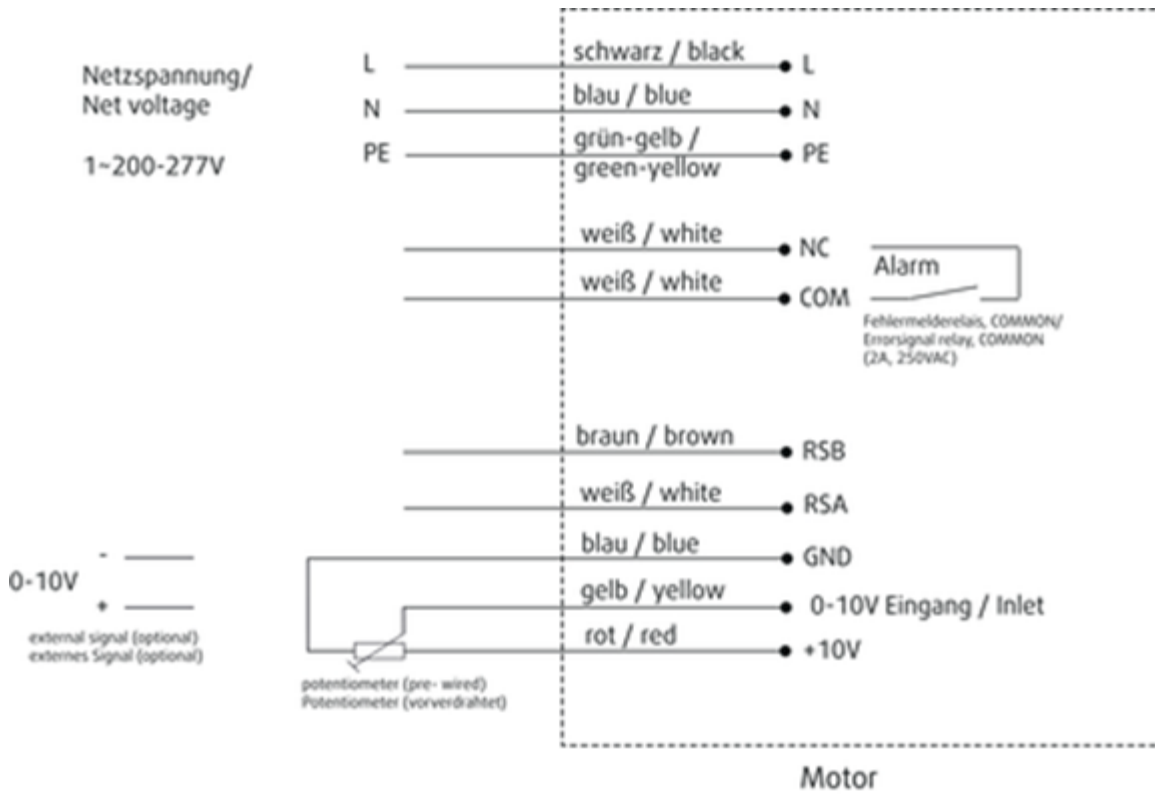 Netzspannung/
Net voltage
1~200-277V
L
schwarz / black
L
N
blau / blue
N
PE
grün-gelb /
green-yellow
PE
weiß / white
NC
weiß / white
COM
Alarm
Fehlermelderelais, COMMON/
Errorsignal relay, COMMON
(2A, 250VAC)
braun / brown
RSB
weiß / white
RSA
blau / blue
GND
gelb / yellow
0-10V Eingang / Inlet
rot / red
+10V
-
0-10V
+
external signal (optional)
externes Signal (optional)
potentiometer (pre- wired)
Potentiometer (vorverdrahtet)
Motor